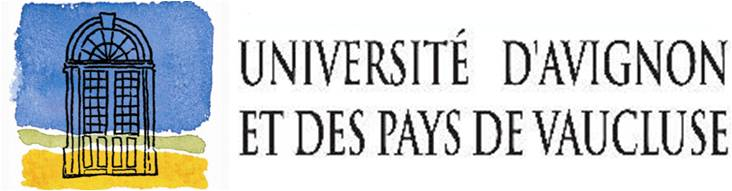 UNIVERSITÉ D'AVIGNON
ET DES PAYS DE VAUCLUSE